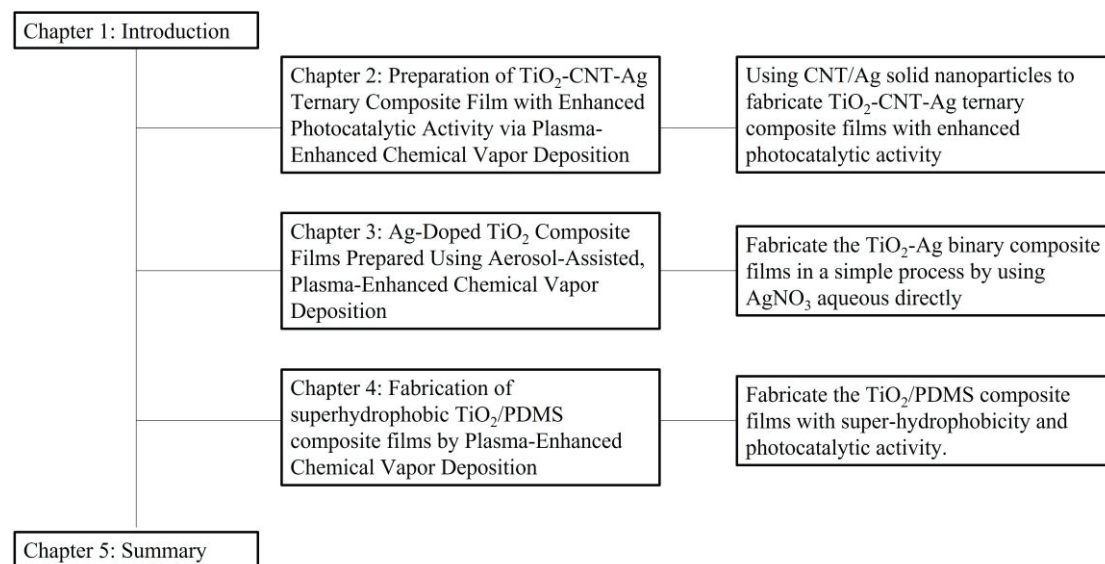 Chapter 1: Introduction
Chapter 2: Preparation of TiO₂-CNT-Ag
Ternary Composite Film with Enhanced
Photocatalytic Activity via Plasma-
Enhanced Chemical Vapor Deposition
Using CNT/Ag solid nanoparticles to
fabricate TiO₂-CNT-Ag ternary
composite films with enhanced
photocatalytic activity
Chapter 3: Ag-Doped TiO₂ Composite
Films Prepared Using Aerosol-Assisted,
Plasma-Enhanced Chemical Vapor
Deposition
Fabricate the TiO₂-Ag binary composite
films in a simple process by using
AgNO₃ aqueous directly
Chapter 4: Fabrication of
superhydrophobic TiO₂/PDMS
composite films by Plasma-Enhanced
Chemical Vapor Deposition
Fabricate the TiO₂/PDMS composite
films with super-hydrophobicity and
photocatalytic activity.
Chapter 5: Summary